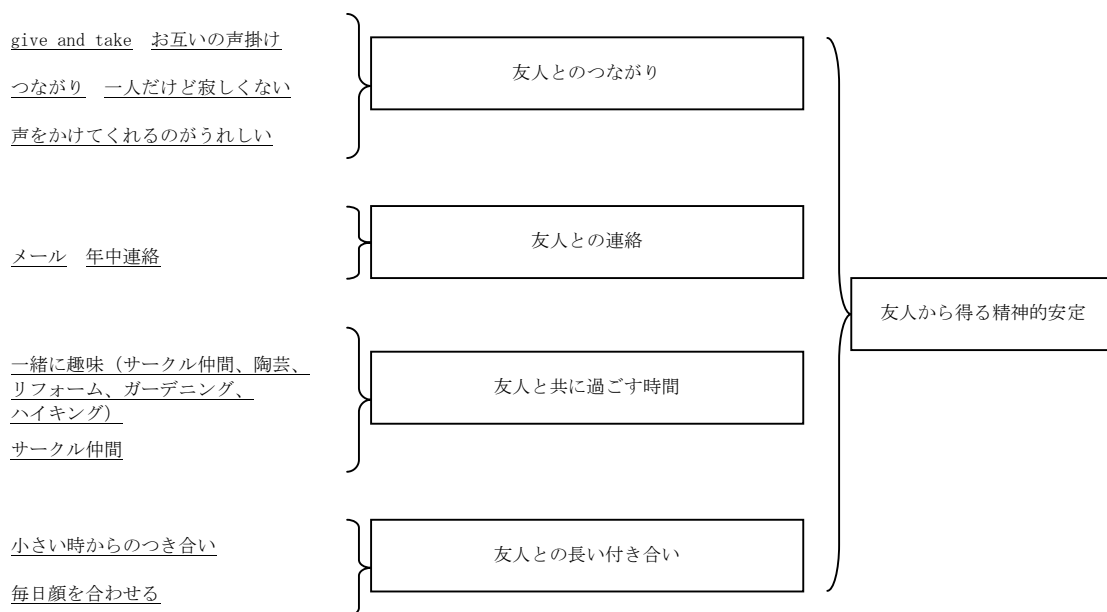 give and take　お互いの声掛け
つながり　一人だけど寂しくない
声をかけてくれるのがうれしい
友人とのつながり
メール　年中連絡
友人との連絡
一緒に趣味（サークル仲間、陶芸、
リフォーム、ガーデニング、
ハイキング）
サークル仲間
友人と共に過ごす時間
小さい時からのつき合い
毎日顔を合わせる
友人との長い付き合い
友人から得る精神的安定